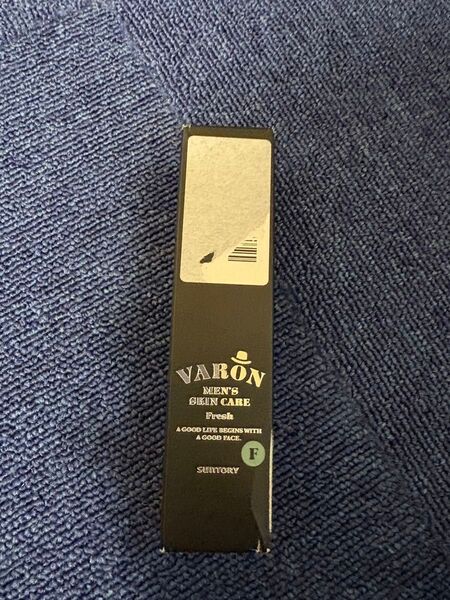 VARON
MEN'S
SKIN CARE
Fresh
A GOOD LIFE BEGINS WITH
A GOOD FACE.
F
SUNTORY